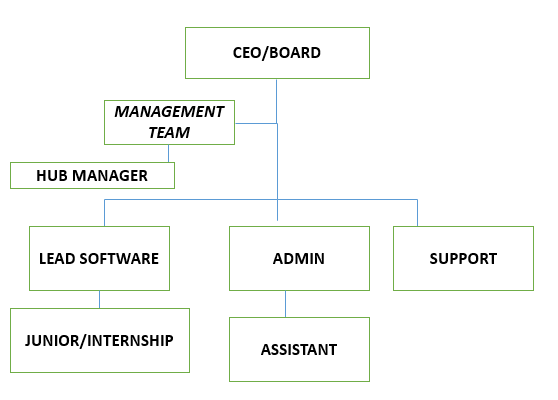 CEO/BOARD
MANAGEMENT
TEAM
HUB MANAGER
LEAD SOFTWARE
ADMIN
SUPPORT
JUNIOR/INTERNSHIP
ASSISTANT